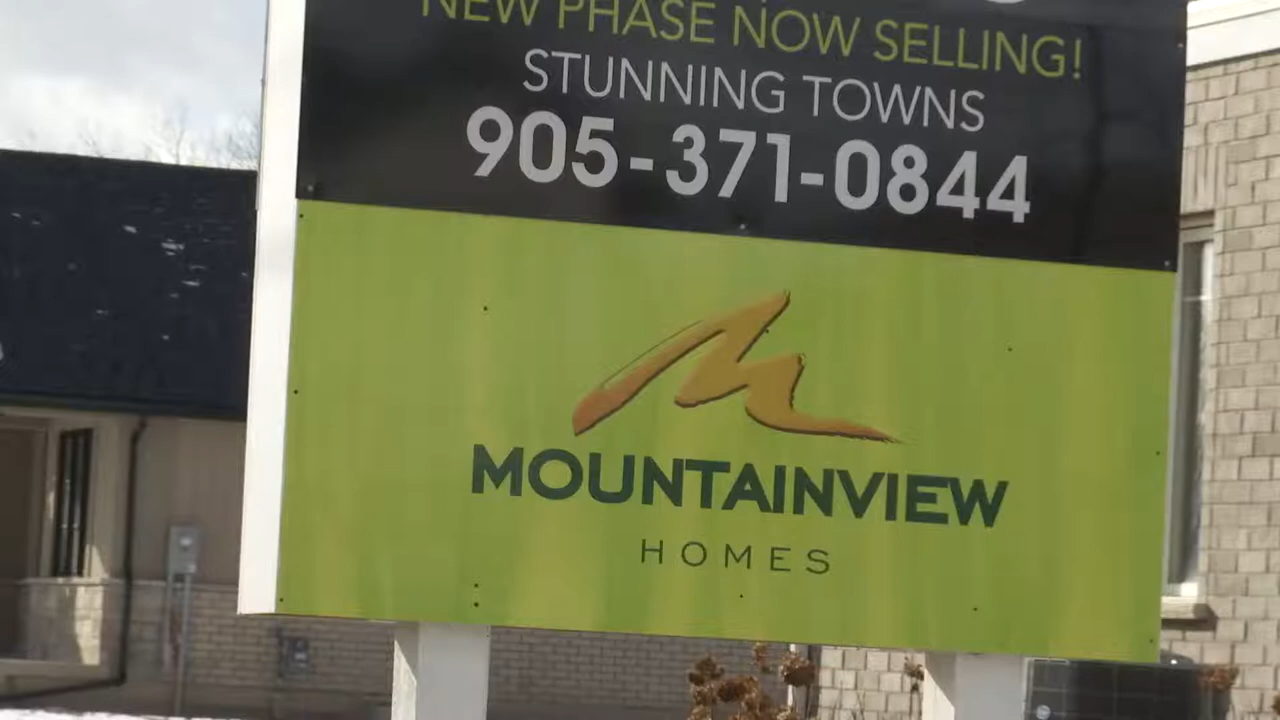 NEW PHASE NOW SELLING!
STUNNING TOWNS
905-371-0844
MOUNTAINVIEW
HOMES